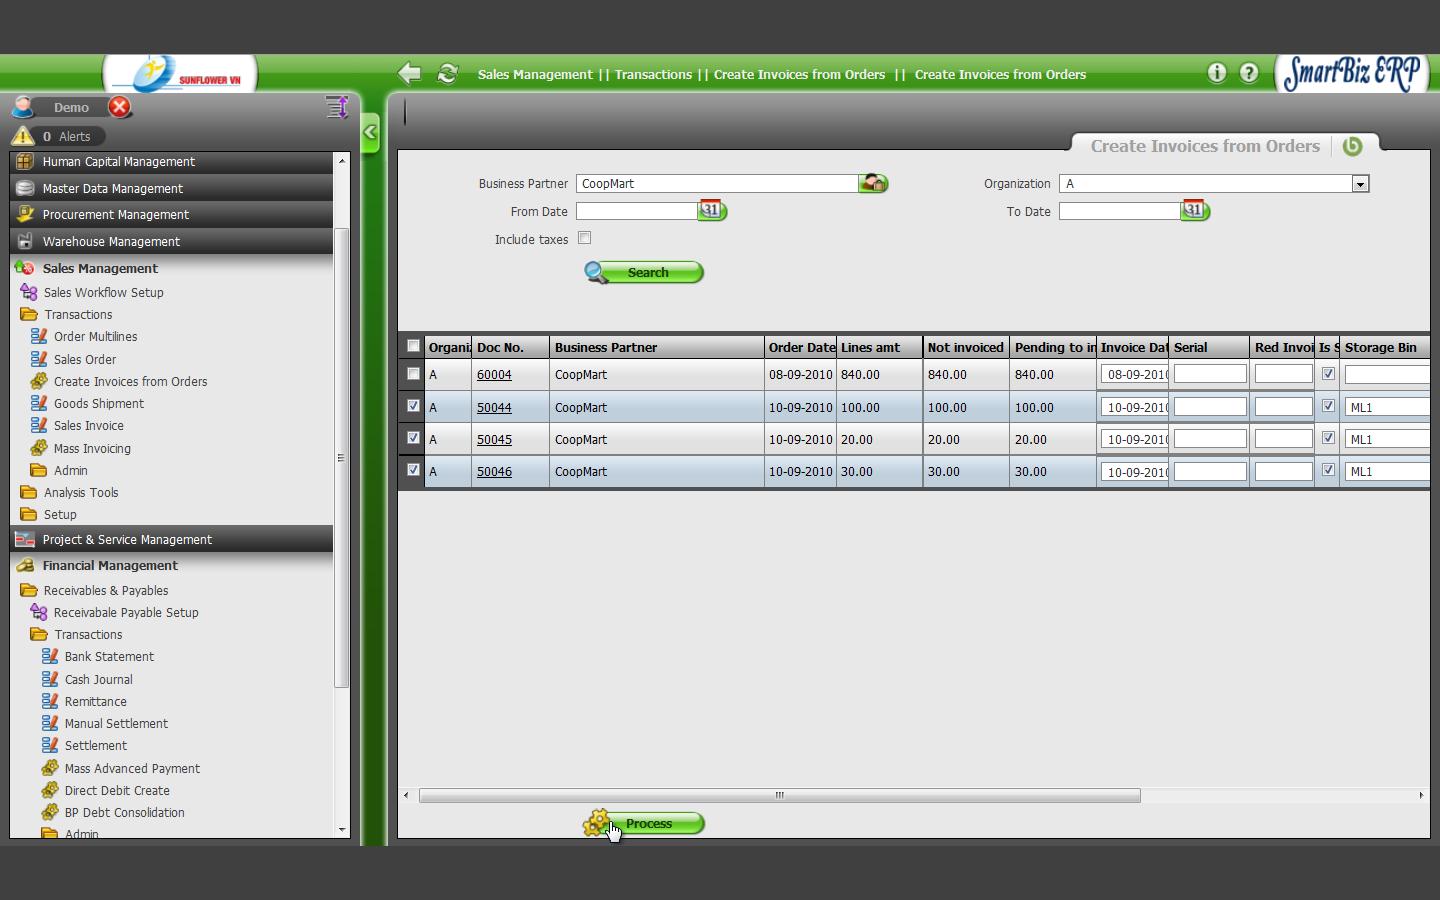 SUNFLOWER VN
Sales Management || Transactions || Create Invoices from Orders || Create Invoices from Orders
SmartBiz ERP
Demo
0 Alerts
Human Capital Management
Master Data Management
Procurement Management
Warehouse Management
Sales Management
Sales Workflow Setup
Transactions
Order Multilines
Sales Order
Create Invoices from Orders
Goods Shipment
Sales Invoice
Mass Invoicing
Admin
Analysis Tools
Setup
Project & Service Management
Financial Management
Receivables & Payables
Receivabale Payable Setup
Transactions
Bank Statement
Cash Journal
Remittance
Manual Settlement
Settlement
Mass Advanced Payment
Direct Debit Create
BP Debt Consolidation
Admin
Create Invoices from Orders
Business Partner CoopMart Organization A
From Date 31 To Date 31
Include taxes
Search
Organiz Doc No. Business Partner Order Date Lines amt Not invoiced Pending to in Invoice Dat Serial Red Invoi Is S Storage Bin
A 60004 CoopMart 08-09-2010 840.00 840.00 840.00 08-09-2010
A 50044 CoopMart 10-09-2010 100.00 100.00 100.00 10-09-2010 ML1
A 50045 CoopMart 10-09-2010 20.00 20.00 20.00 10-09-2010 ML1
A 50046 CoopMart 10-09-2010 30.00 30.00 30.00 10-09-2010 ML1
Process